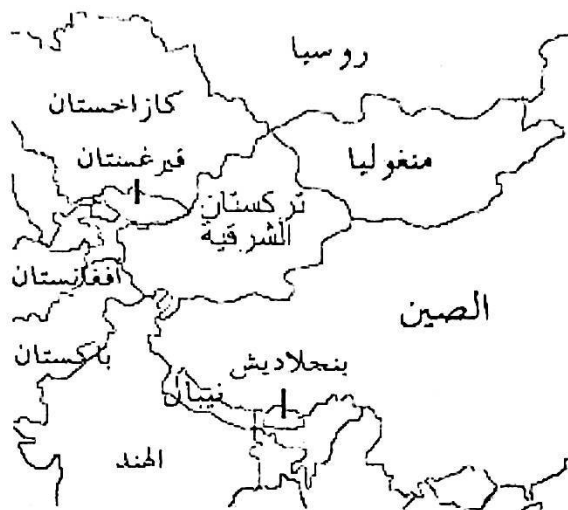 روسيا
كازاخستان
منغوليا
قيرغستان
تركستان
الشرقية
افغانستان
الصين
باكستان
بنجلاديش
نيبال
الهند